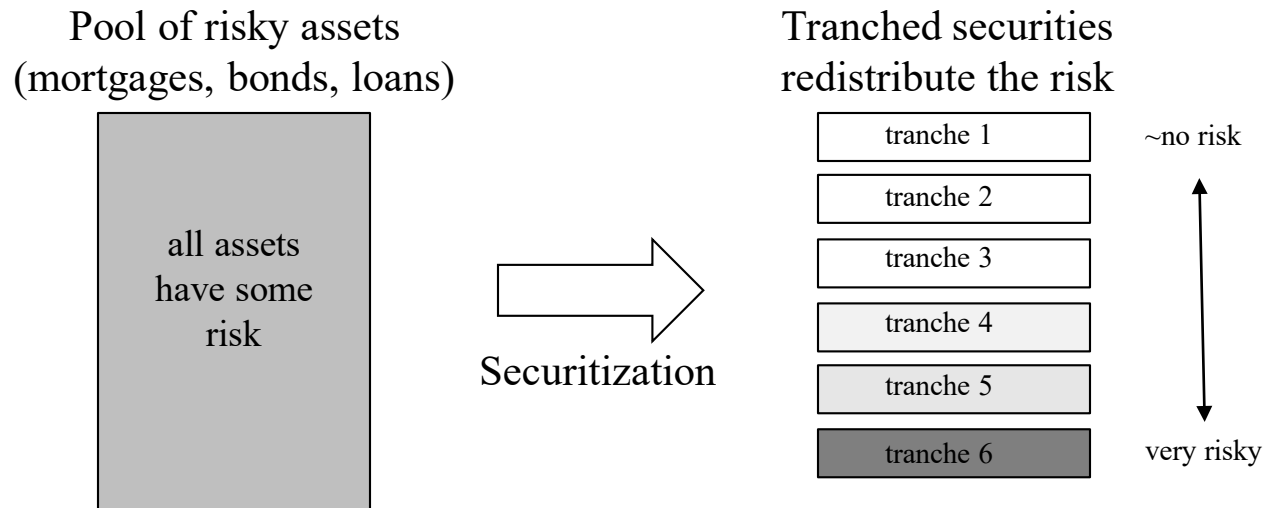 Pool of risky assets
(mortgages, bonds, loans)
all assets
have some
risk
Securitization
Tranched securities
redistribute the risk
tranche 1
~no risk
tranche 2
tranche 3
tranche 4
tranche 5
tranche 6
very risky